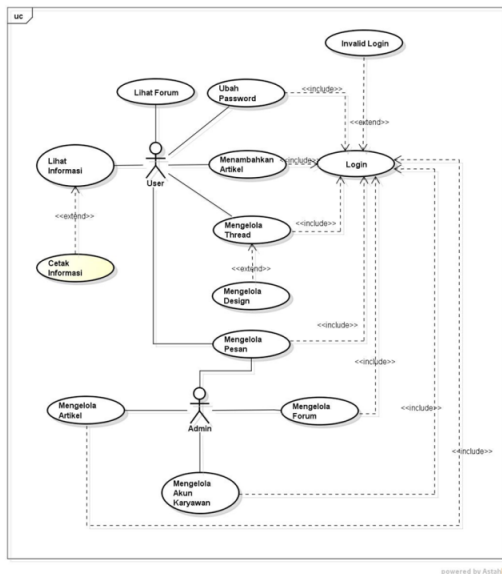 uc
Invalid Login
Lihat Forum
Ubah
Password
<<include>>
<<extend>>
Lihat
Informasi
User
Menambahkan
Artikel
<<include>>
Login
<<extend>>
Mengelola
Thread
<<include>>
Cetak
Informasi
<<extend>>
Mengelola
Design
Mengelola
Pesan
<<include>>
<<include>>
Mengelola
Artikel
Admin
Mengelola
Forum
<<include>>
<<include>>
Mengelola
Akun
Karyawan
powered by Astah